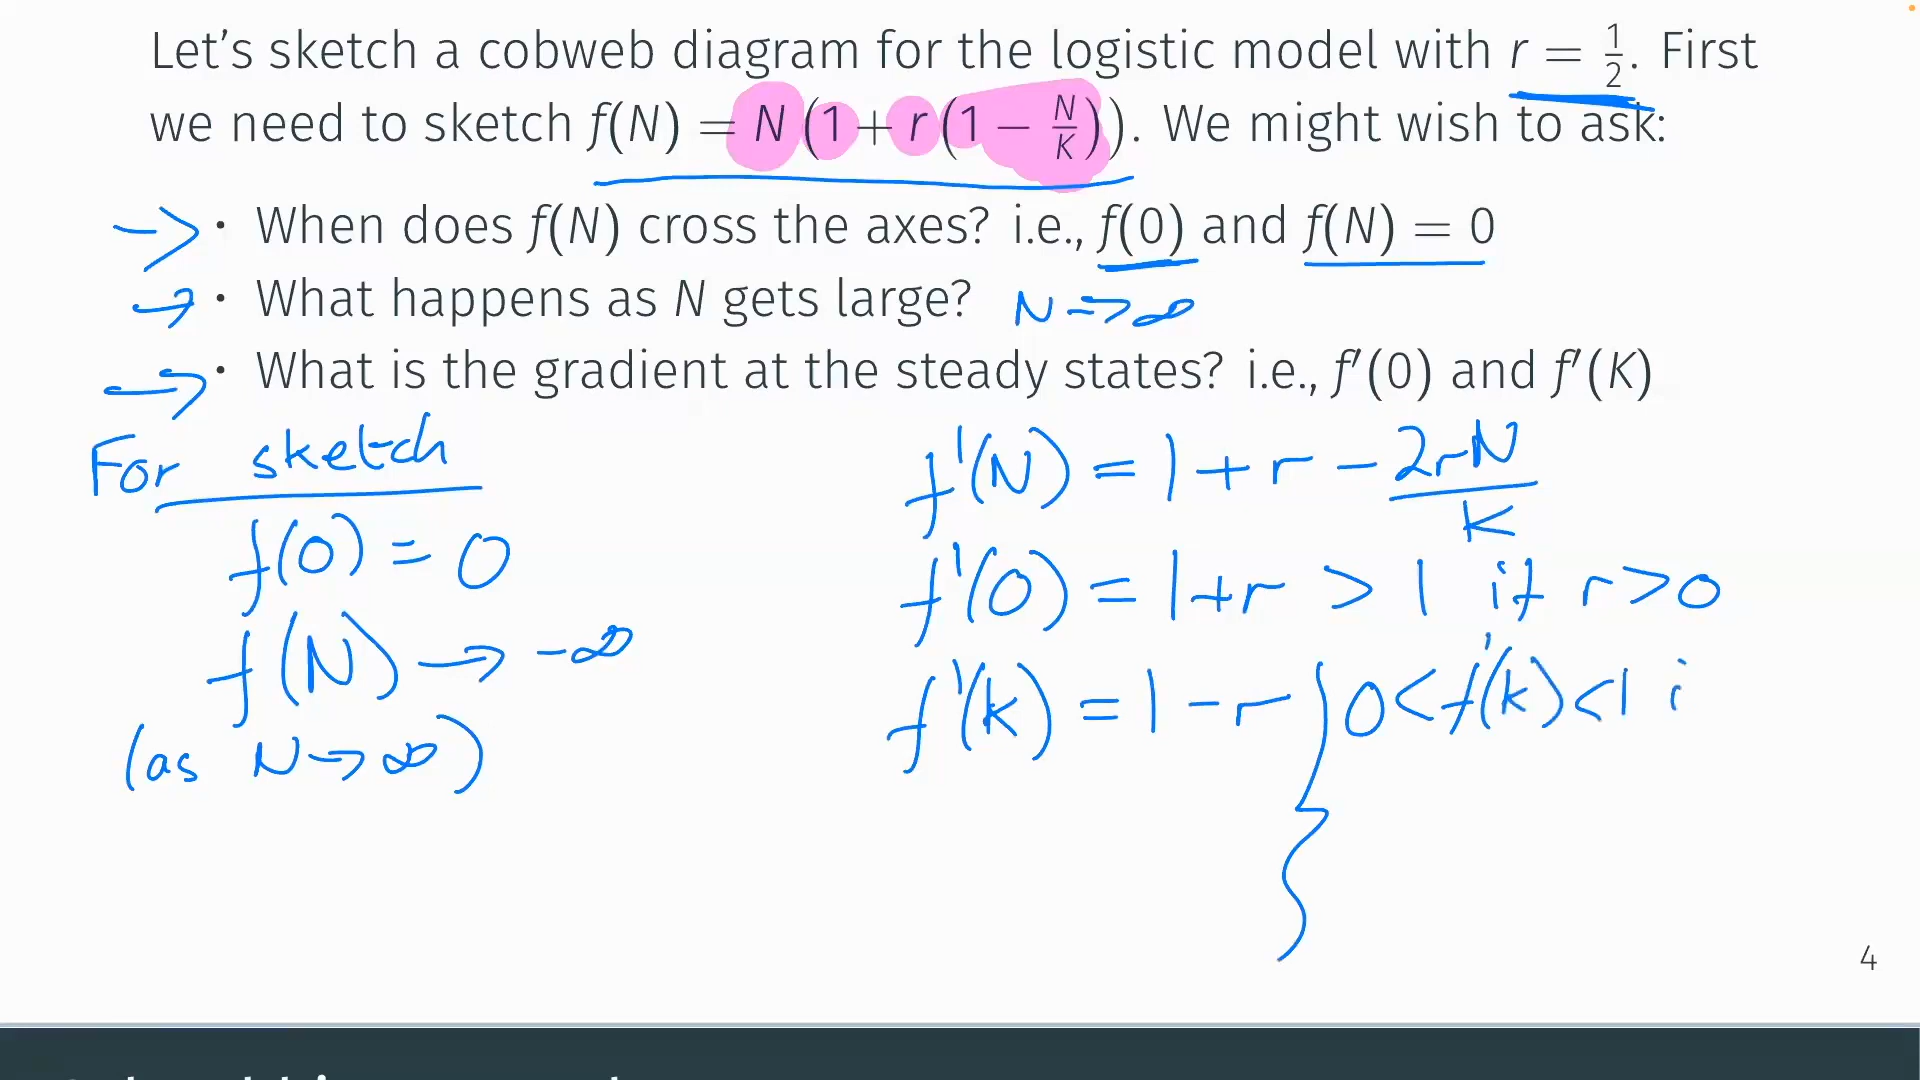 Let's sketch a cobweb diagram for the logistic model with r = 1/2. First
we need to sketch f(N) = N(1 + r(1 − N/K)). We might wish to ask:
• When does f(N) cross the axes? i.e., f(0) and f(N) = 0
• What happens as N gets large? N → ∞
• What is the gradient at the steady states? i.e., f′(0) and f′(K)
For sketch
f(0) = 0
f(N) → -∞
(as N → ∞)
f'(N) = 1 + r - 2rN/K
f'(0) = 1 + r > 1 if r > 0
f'(K) = 1 - r } 0 < f'(K) < 1 i
4